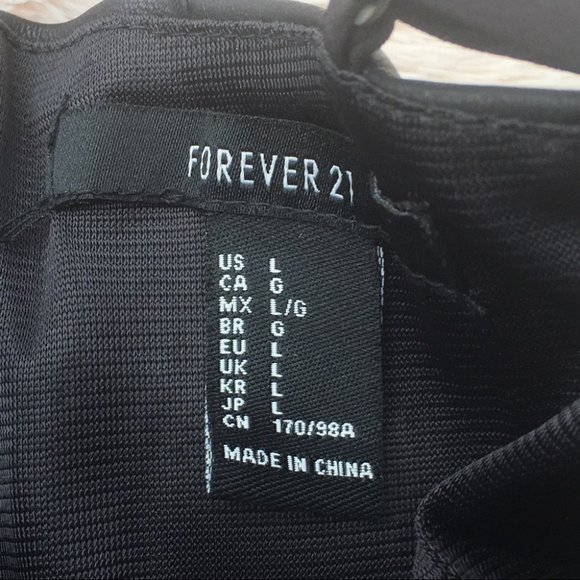 FOREVER 21
US L
CA G
MX L/G
BR G
EU L
UK L
KR L
JP L
CN 170/98A
MADE IN CHINA